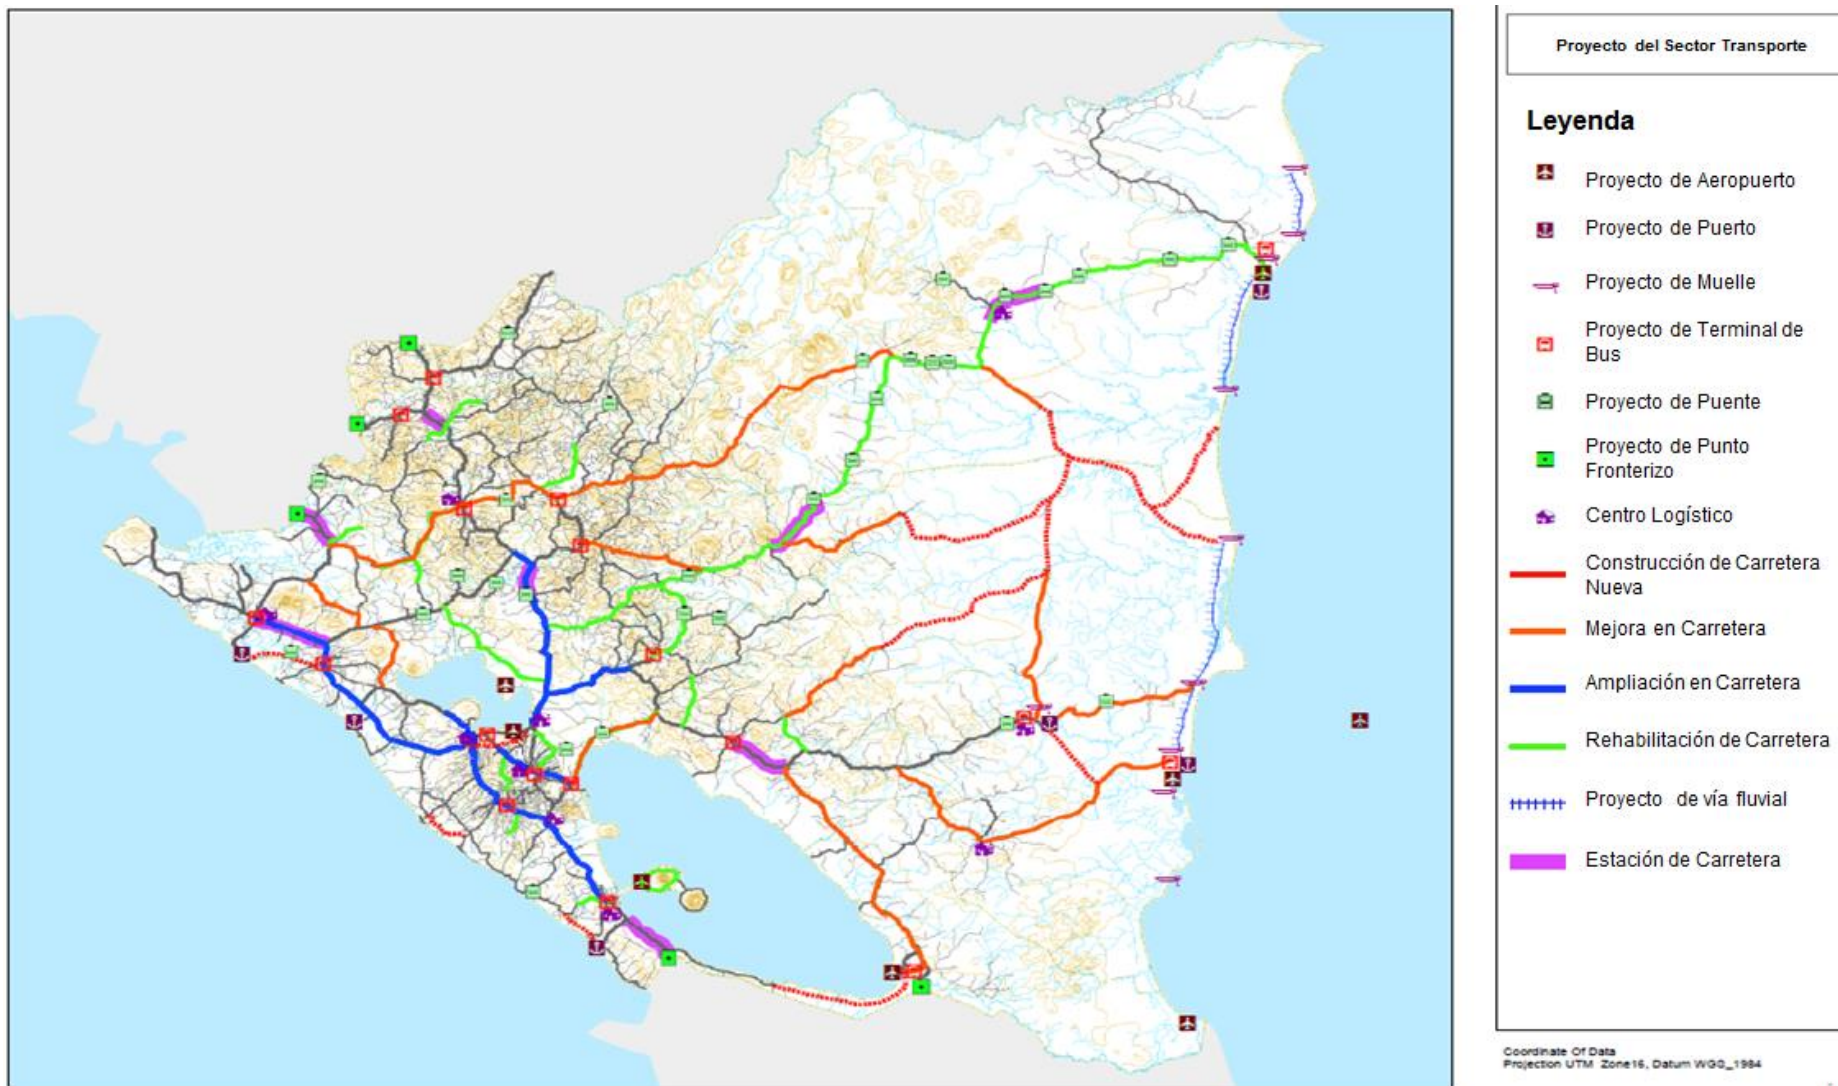 Proyecto del Sector Transporte
Leyenda
Proyecto de Aeropuerto
Proyecto de Puerto
Proyecto de Muelle
Proyecto de Terminal de
Bus
Proyecto de Puente
Proyecto de Punto
Fronterizo
Centro Logístico
Construcción de Carretera
Nueva
Mejora en Carretera
Ampliación en Carretera
Rehabilitación de Carretera
Proyecto de vía fluvial
Estación de Carretera
Coordinate Of Data
Projection UTM Zone16, Datum WGS_1984